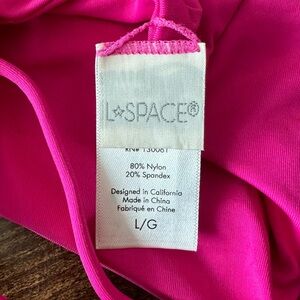 L★SPACE®
RN# 130061
80% Nylon
20% Spandex
Designed in California
Made in China
Fabriqué en Chine
L/G